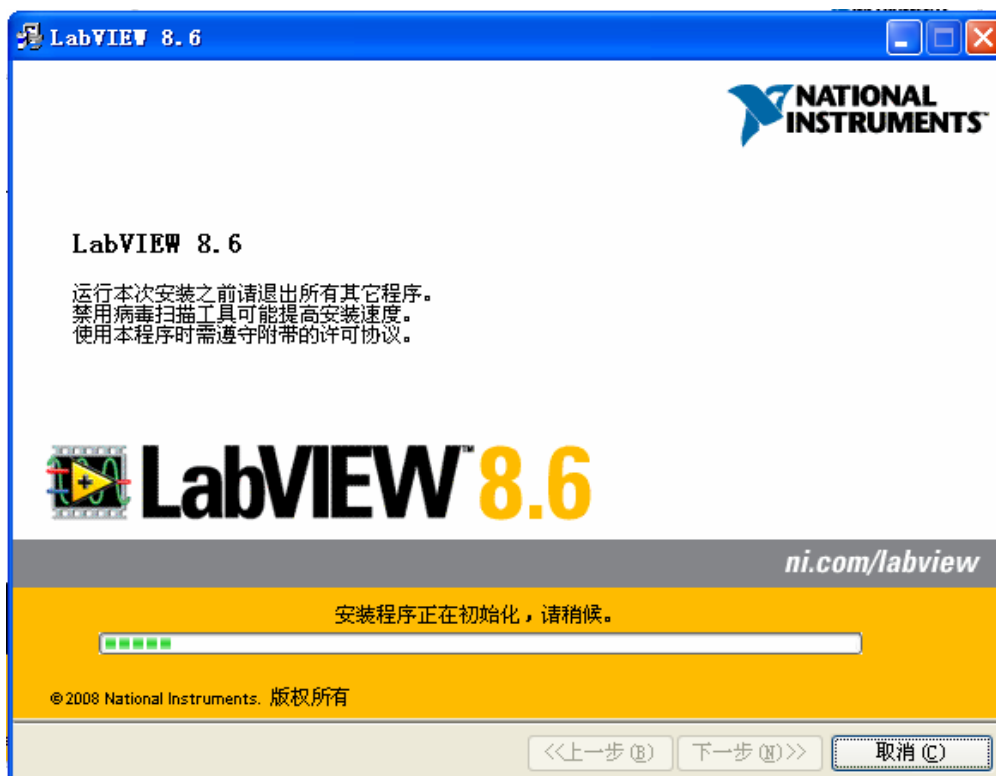 LabVIEW 8.6
NATIONAL
INSTRUMENTS™
LabVIEW 8.6
运行本次安装之前请退出所有其它程序。
禁用病毒扫描工具可能提高安装速度。
使用本程序时需遵守附带的许可协议。
LabVIEW™ 8.6
ni.com/labview
安装程序正在初始化，请稍候。
©2008 National Instruments. 版权所有
<<上一步(B) 下一步(N)>> 取消(C)